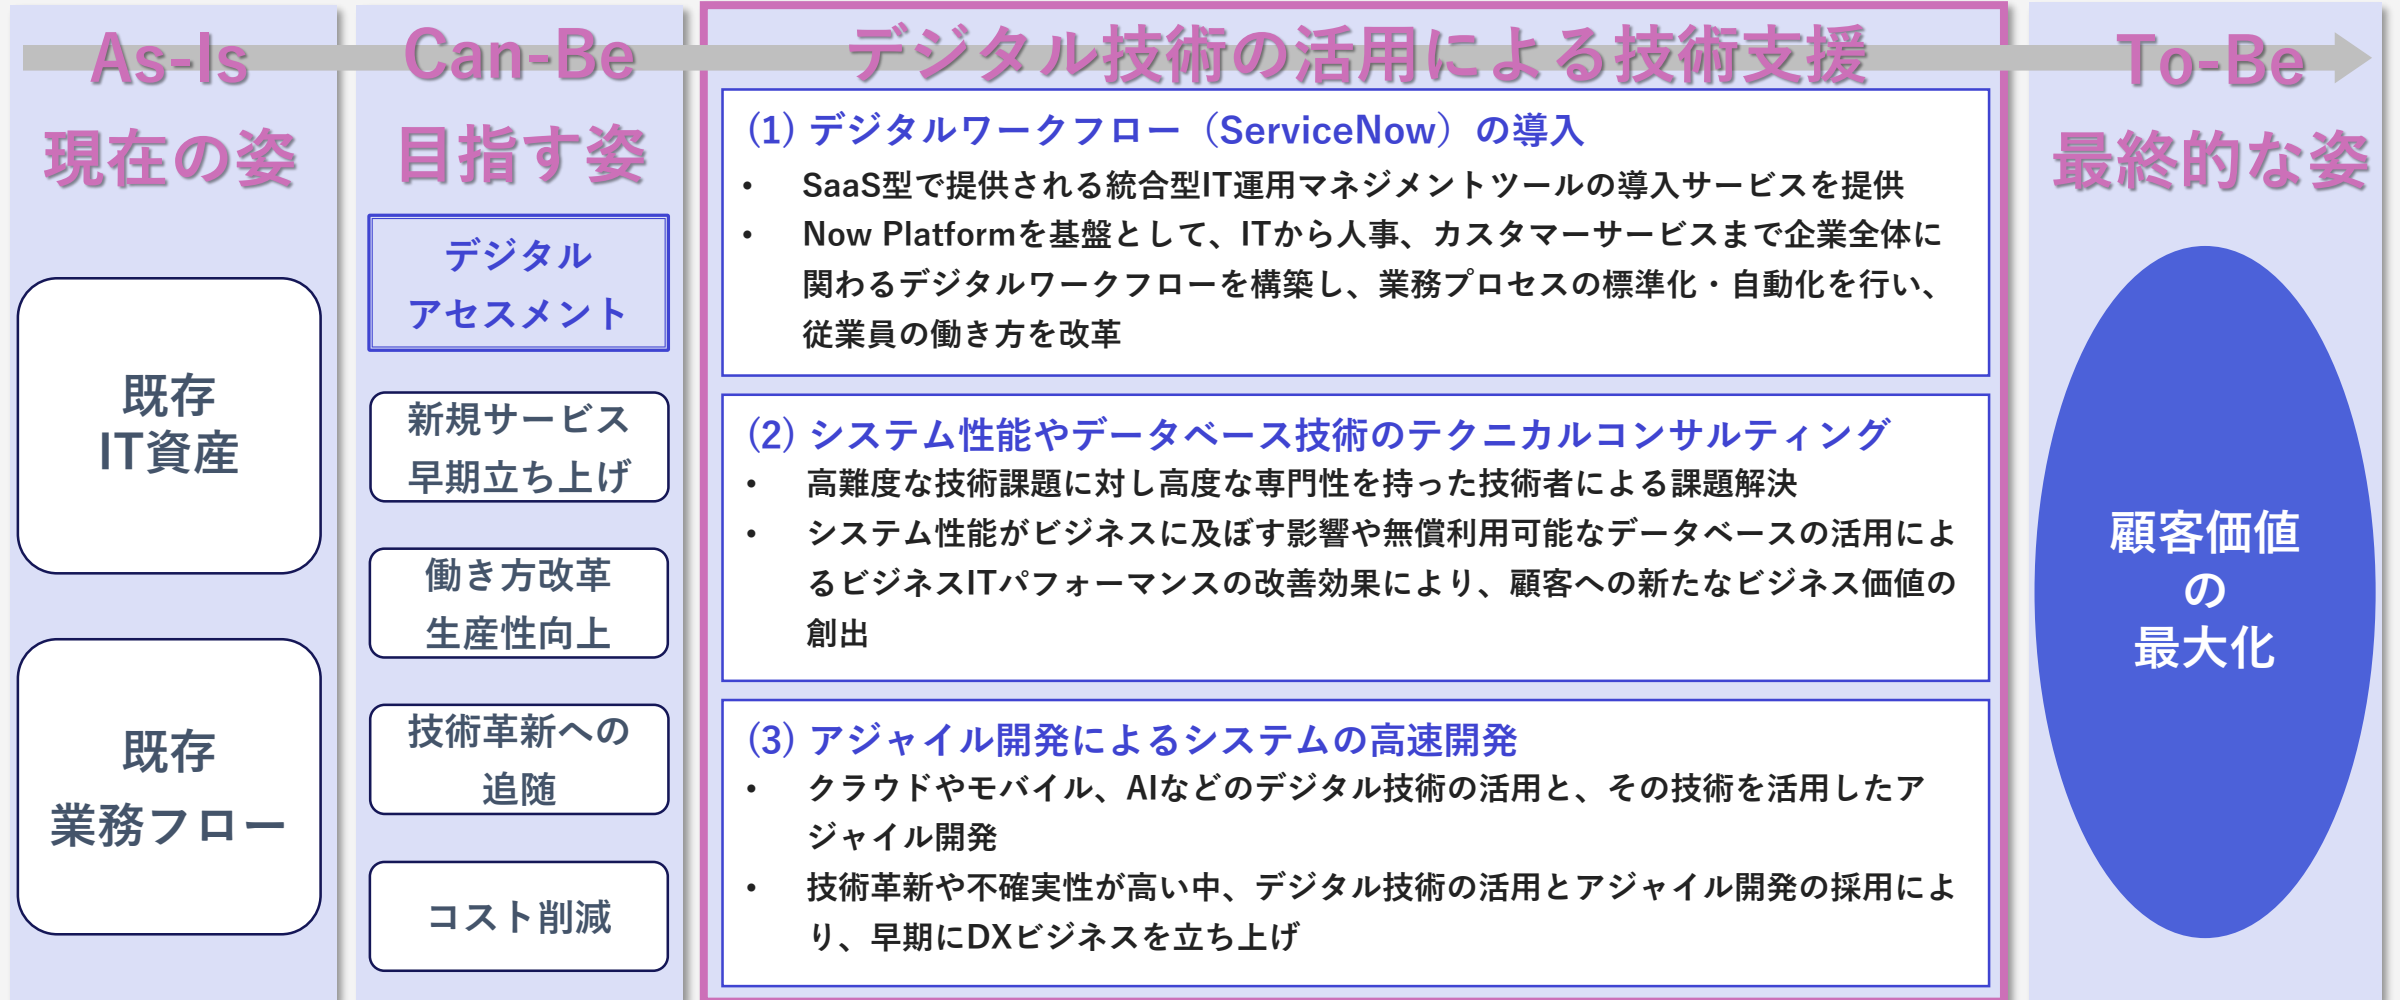 As-Is
現在の姿
既存
IT資産
既存
業務フロー
Can-Be
目指す姿
デジタル
アセスメント
新規サービス
早期立ち上げ
働き方改革
生産性向上
技術革新への
追随
コスト削減
デジタル技術の活用による技術支援
(1) デジタルワークフロー（ServiceNow）の導入
• SaaS型で提供される統合型IT運用マネジメントツールの導入サービスを提供
• Now Platformを基盤として、ITから人事、カスタマーサービスまで企業全体に
関わるデジタルワークフローを構築し、業務プロセスの標準化・自動化を行い、
従業員の働き方を改革
(2) システム性能やデータベース技術のテクニカルコンサルティング
• 高難度な技術課題に対し高度な専門性を持った技術者による課題解決
• システム性能がビジネスに及ぼす影響や無償利用可能なデータベースの活用によ
るビジネスITパフォーマンスの改善効果により、顧客への新たなビジネス価値の
創出
(3) アジャイル開発によるシステムの高速開発
• クラウドやモバイル、AIなどのデジタル技術の活用と、その技術を活用したア
ジャイル開発
• 技術革新や不確実性が高い中、デジタル技術の活用とアジャイル開発の採用によ
り、早期にDXビジネスを立ち上げ
To-Be
最終的な姿
顧客価値
の
最大化